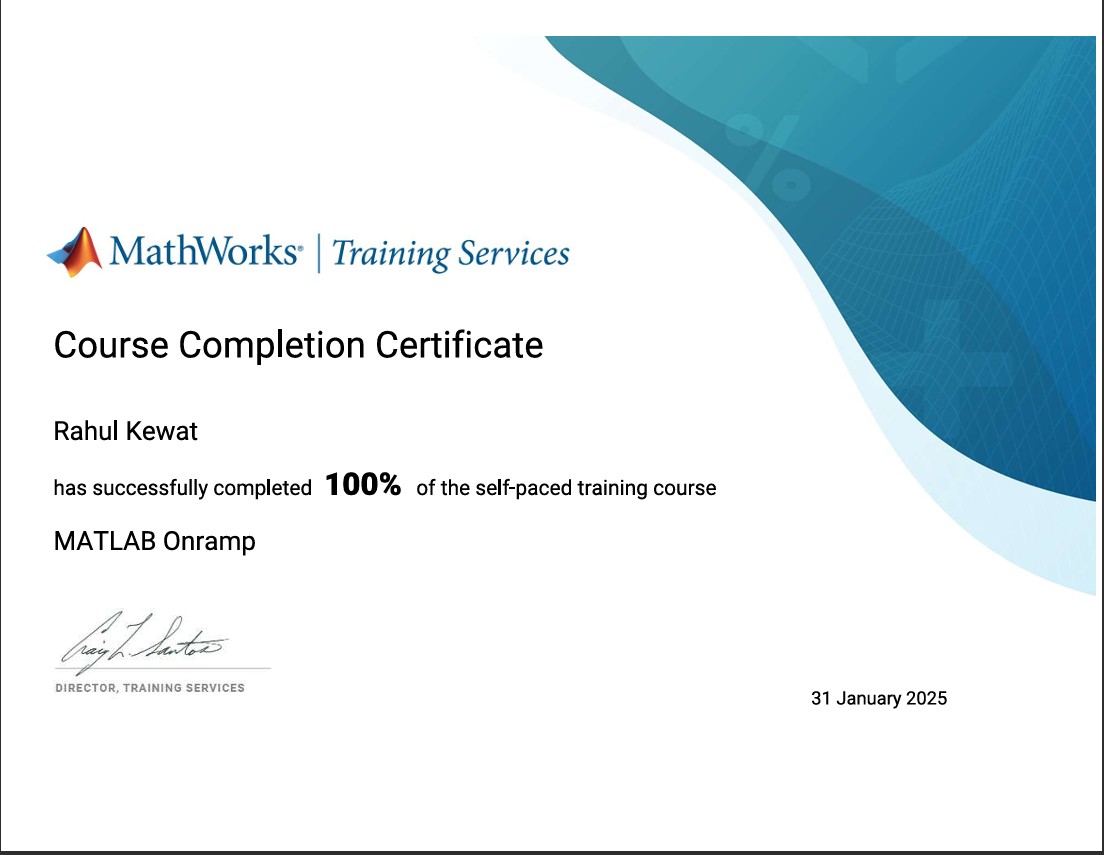 MathWorks® | Training Services
Course Completion Certificate
Rahul Kewat
has successfully completed 100% of the self-paced training course
MATLAB Onramp
Craig L. Santos
DIRECTOR, TRAINING SERVICES
31 January 2025